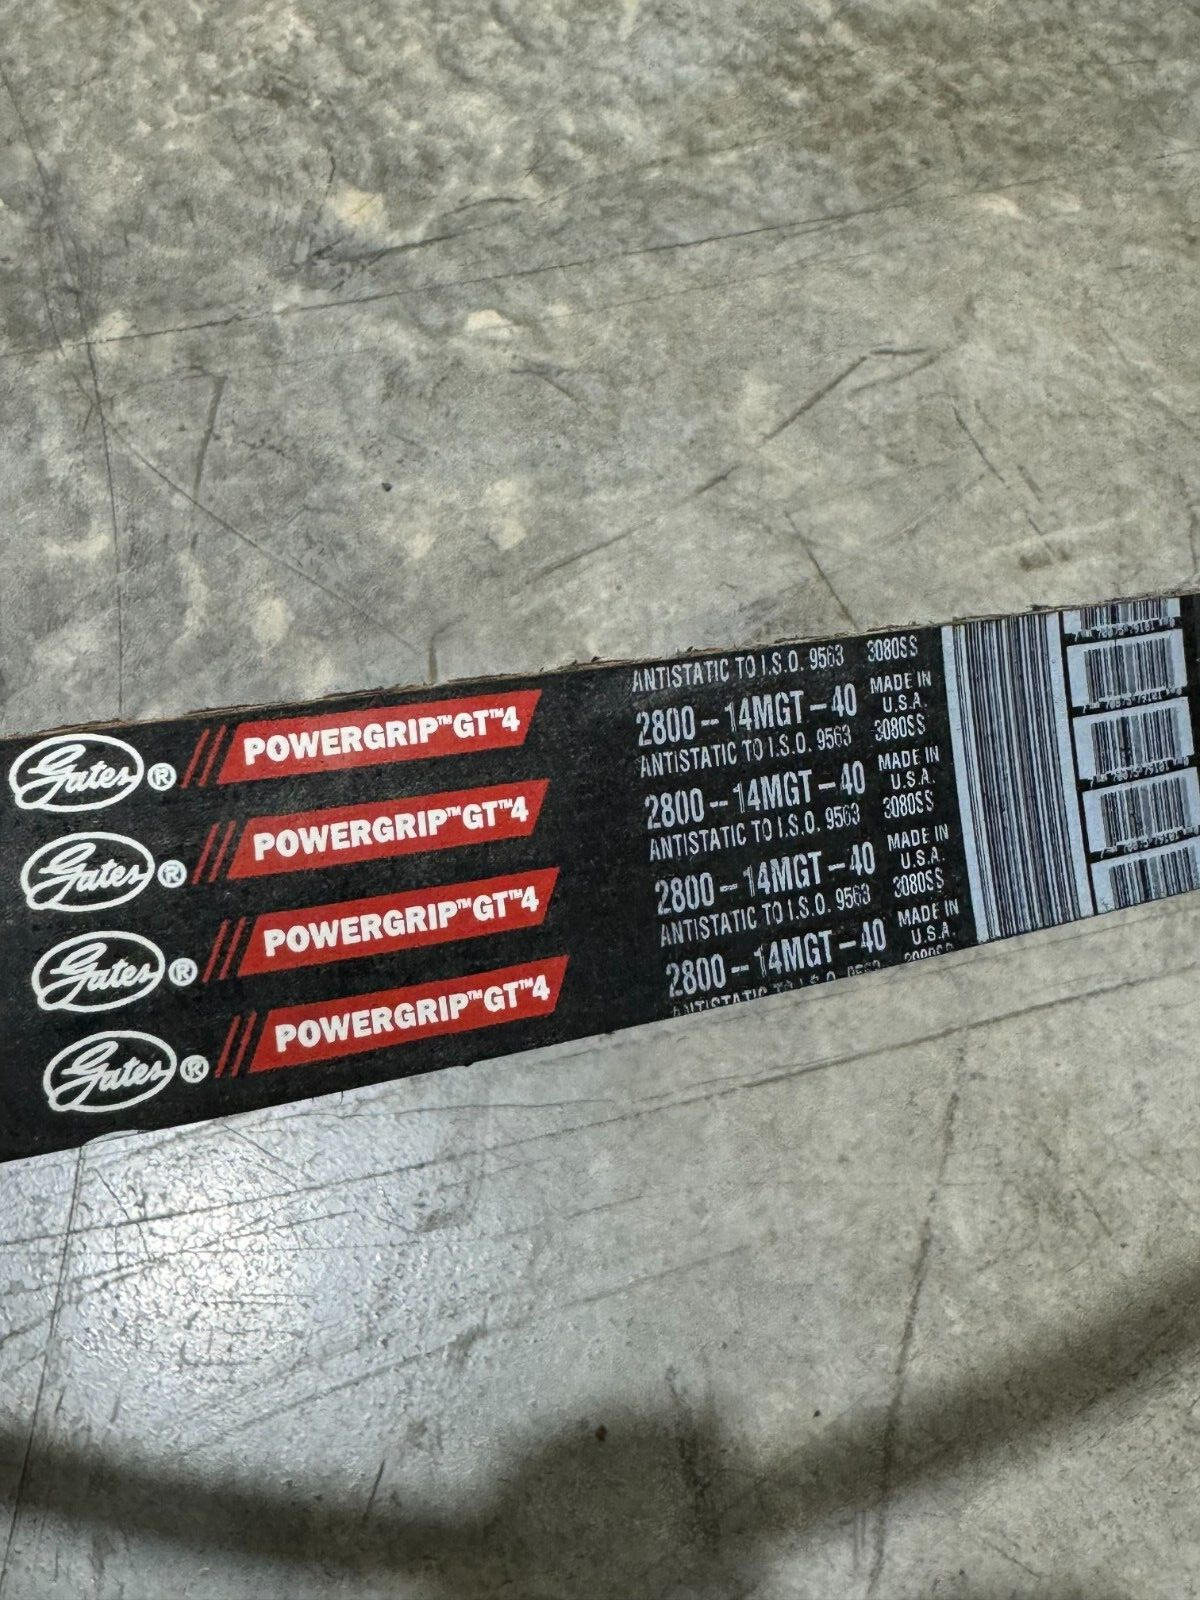 ANTISTATIC TO I.S.O. 9563 3080SS
Gates ® POWERGRIP™GT™4 2800-14MGT-40 MADE IN U.S.A.
ANTISTATIC TO I.S.O. 9563 3080SS
Gates ® POWERGRIP™GT™4 2800-14MGT-40 MADE IN U.S.A.
ANTISTATIC TO I.S.O. 9563 3080SS
Gates ® POWERGRIP™GT™4 2800-14MGT-40 MADE IN U.S.A.
ANTISTATIC TO I.S.O. 9563 3080SS
Gates ® POWERGRIP™GT™4 2800-14MGT-40 MADE IN U.S.A.